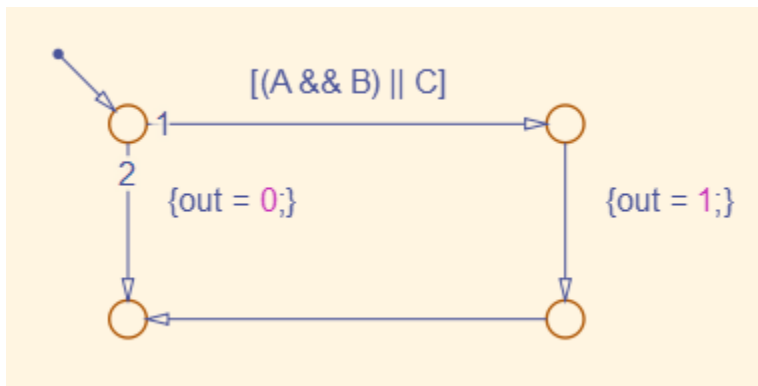 [(A && B) || C]
1
2
{out = 0;}
{out = 1;}